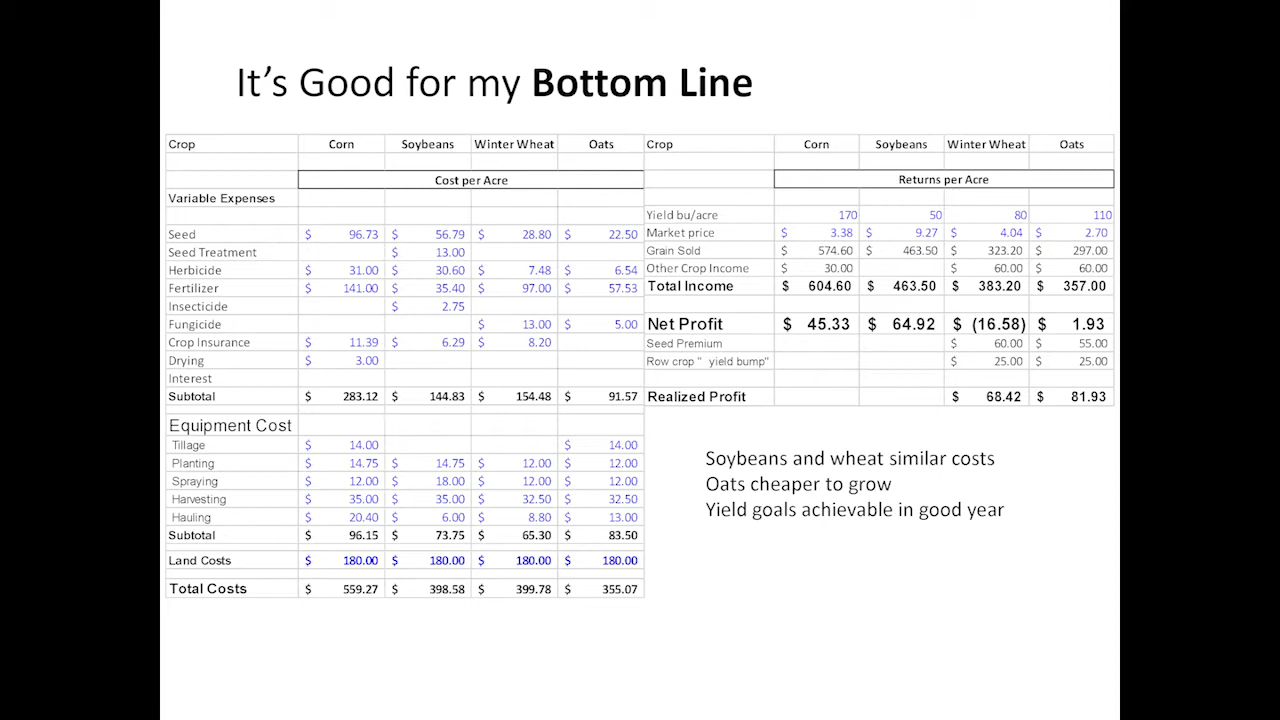 It's Good for my Bottom Line
Crop Corn Soybeans Winter Wheat Oats
Cost per Acre
Variable Expenses
Seed $ 96.73 $ 56.79 $ 28.80 $ 22.50
Seed Treatment $ 13.00
Herbicide $ 31.00 $ 30.60 $ 7.48 $ 6.54
Fertilizer $ 141.00 $ 35.40 $ 97.00 $ 57.53
Insecticide $ 2.75
Fungicide $ 13.00 $ 5.00
Crop Insurance $ 11.39 $ 6.29 $ 8.20
Drying $ 3.00
Interest
Subtotal $ 283.12 $ 144.83 $ 154.48 $ 91.57
Equipment Cost
Tillage $ 14.00 $ 14.00
Planting $ 14.75 $ 14.75 $ 12.00 $ 12.00
Spraying $ 12.00 $ 18.00 $ 12.00 $ 12.00
Harvesting $ 35.00 $ 35.00 $ 32.50 $ 32.50
Hauling $ 20.40 $ 6.00 $ 8.80 $ 13.00
Subtotal $ 96.15 $ 73.75 $ 65.30 $ 83.50
Land Costs $ 180.00 $ 180.00 $ 180.00 $ 180.00
Total Costs $ 559.27 $ 398.58 $ 399.78 $ 355.07
Crop Corn Soybeans Winter Wheat Oats
Returns per Acre
Yield bu/acre 170 50 80 110
Market price $ 3.38 $ 9.27 $ 4.04 $ 2.70
Grain Sold $ 574.60 $ 463.50 $ 323.20 $ 297.00
Other Crop Income $ 30.00 $ 60.00 $ 60.00
Total Income $ 604.60 $ 463.50 $ 383.20 $ 357.00
Net Profit $ 45.33 $ 64.92 $ (16.58) $ 1.93
Seed Premium $ 60.00 $ 55.00
Row crop " yield bump" $ 25.00 $ 25.00
Realized Profit $ 68.42 $ 81.93
Soybeans and wheat similar costs
Oats cheaper to grow
Yield goals achievable in good year